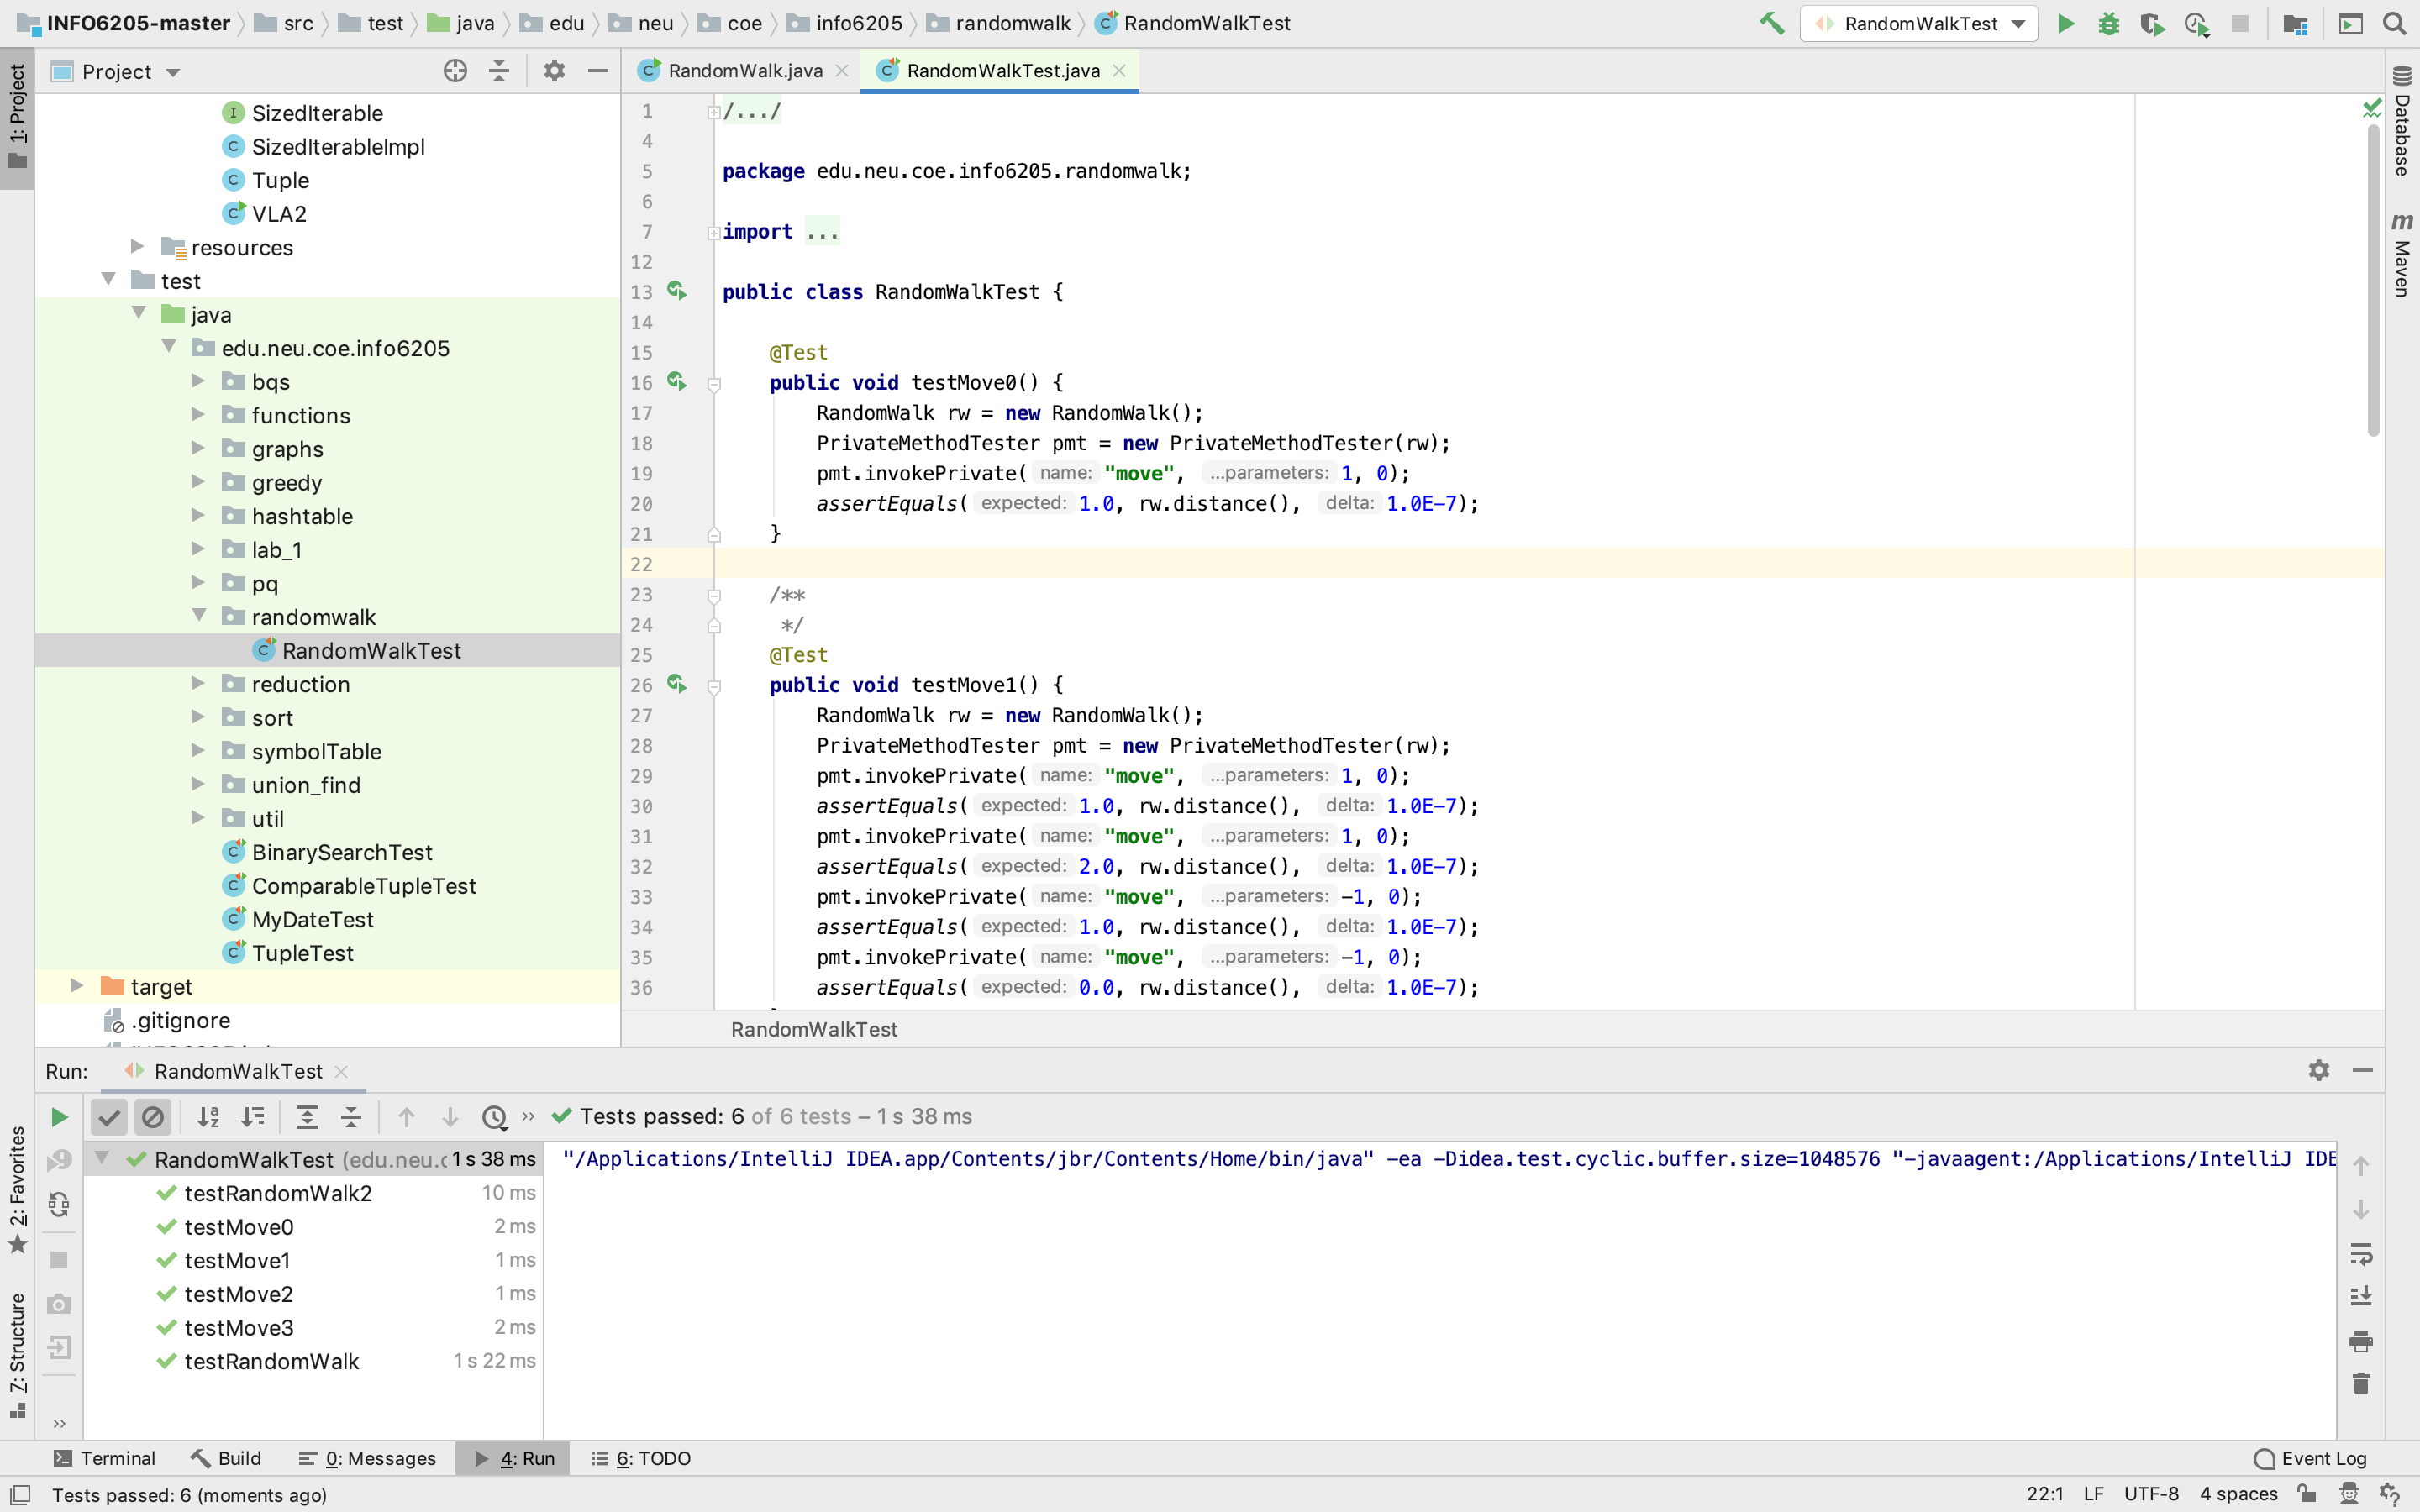 INFO6205-master src test java edu neu coe info6205 randomwalk RandomWalkTest
RandomWalkTest
1: Project
Project
SizedIterable
SizedIterableImpl
Tuple
VLA2
resources
test
java
edu.neu.coe.info6205
bqs
functions
graphs
greedy
hashtable
lab_1
pq
randomwalk
RandomWalkTest
reduction
sort
symbolTable
union_find
util
BinarySearchTest
ComparableTupleTest
MyDateTest
TupleTest
target
.gitignore
RandomWalk.java RandomWalkTest.java
1 /.../
4
5 package edu.neu.coe.info6205.randomwalk;
6
7 import ...
12
13 public class RandomWalkTest {
14
15 @Test
16 public void testMove0() {
17 RandomWalk rw = new RandomWalk();
18 PrivateMethodTester pmt = new PrivateMethodTester(rw);
19 pmt.invokePrivate( name: "move", ...parameters: 1, 0);
20 assertEquals( expected: 1.0, rw.distance(), delta: 1.0E-7);
21 }
22
23 /**
24 */
25 @Test
26 public void testMove1() {
27 RandomWalk rw = new RandomWalk();
28 PrivateMethodTester pmt = new PrivateMethodTester(rw);
29 pmt.invokePrivate( name: "move", ...parameters: 1, 0);
30 assertEquals( expected: 1.0, rw.distance(), delta: 1.0E-7);
31 pmt.invokePrivate( name: "move", ...parameters: 1, 0);
32 assertEquals( expected: 2.0, rw.distance(), delta: 1.0E-7);
33 pmt.invokePrivate( name: "move", ...parameters: -1, 0);
34 assertEquals( expected: 1.0, rw.distance(), delta: 1.0E-7);
35 pmt.invokePrivate( name: "move", ...parameters: -1, 0);
36 assertEquals( expected: 0.0, rw.distance(), delta: 1.0E-7);
RandomWalkTest
Database
m Maven
Run: RandomWalkTest
Tests passed: 6 of 6 tests – 1 s 38 ms
RandomWalkTest (edu.neu.c 1 s 38 ms
testRandomWalk2 10 ms
testMove0 2 ms
testMove1 1 ms
testMove2 1 ms
testMove3 2 ms
testRandomWalk 1 s 22 ms
"/Applications/IntelliJ IDEA.app/Contents/jbr/Contents/Home/bin/java" -ea -Didea.test.cyclic.buffer.size=1048576 "-javaagent:/Applications/IntelliJ IDE
2: Favorites
7: Structure
Terminal Build 0: Messages 4: Run 6: TODO Event Log
Tests passed: 6 (moments ago) 22:1 LF UTF-8 4 spaces